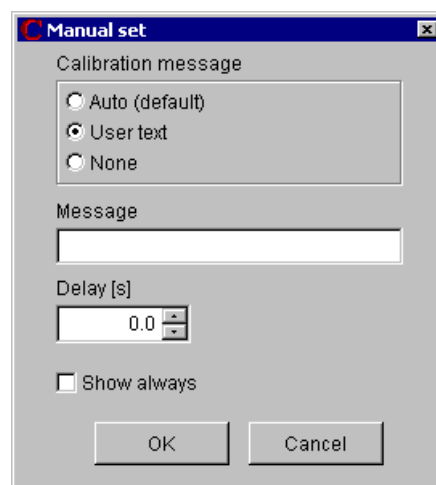 Manual set
Calibration message
Auto (default)
User text
None
Message
Delay [s]
0.0
Show always
OK
Cancel